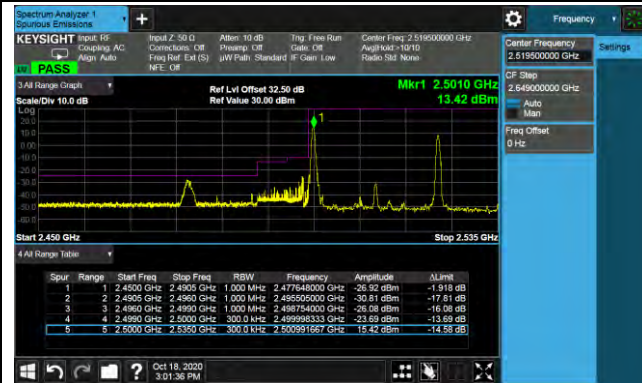 Spectrum Analyzer 1
Spurious Emissions
Frequency
KEYSIGHT
Input: RF
Coupling: AC
Align: Auto
Input Z: 50 Ω
Corrections: Off
Freq Ref: Ext (S)
NFE: Off
Atten: 10 dB
Preamp: Off
µW Path: Standard
Trig: Free Run
Gate: Off
IF Gain: Low
Center Freq: 2.519500000 GHz
Avg|Hold:>10/10
Radio Std: None
PASS
3 All Range Graph
Scale/Div 10.0 dB
Ref Lvl Offset 32.50 dB
Ref Value 30.00 dBm
Mkr1 2.5010 GHz
13.42 dBm
Log
20.0
10.0
0.00
-10.0
-20.0
-30.0
-40.0
-50.0
-60.0
1
Start 2.450 GHz
Stop 2.535 GHz
4 All Range Table
Spur Range Start Freq Stop Freq RBW Frequency Amplitude ΔLimit
1 1 2.4500 GHz 2.4905 GHz 1.000 MHz 2.477648000 GHz -26.92 dBm -1.918 dB
2 2 2.4905 GHz 2.4960 GHz 1.000 MHz 2.495505000 GHz -30.81 dBm -17.81 dB
3 3 2.4960 GHz 2.4990 GHz 1.000 MHz 2.498754000 GHz -26.08 dBm -16.08 dB
4 4 2.4990 GHz 2.5000 GHz 300.0 kHz 2.499998333 GHz -23.69 dBm -13.69 dB
5 5 2.5000 GHz 2.5350 GHz 300.0 kHz 2.500991667 GHz 15.42 dBm -14.58 dB
Oct 18, 2020
3:01:36 PM
Center Frequency
2.519500000 GHz
Settings
CF Step
2.649000000 GHz
Auto
Man
Freq Offset
0 Hz